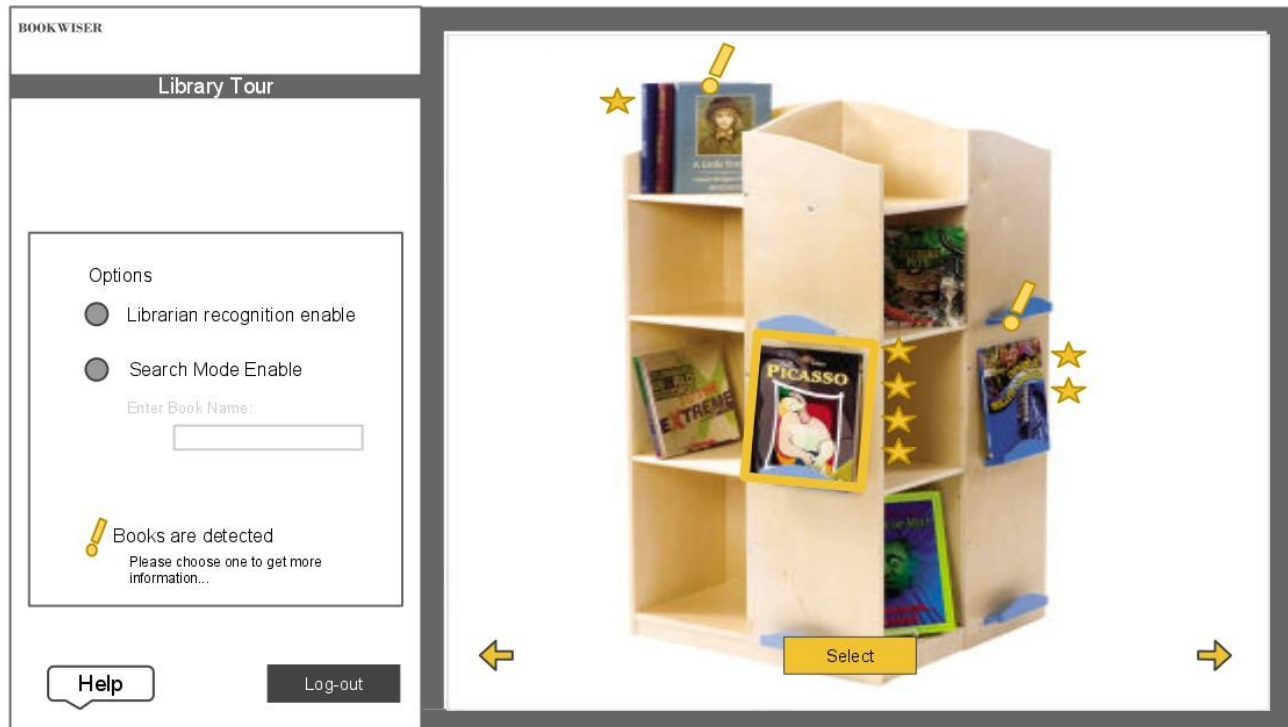 BOOKWISER
Library Tour
Options
Librarian recognition enable
Search Mode Enable
Enter Book Name:
Books are detected
Please choose one to get more
information...
Help
Log-out
A Little
EXTREME
PICASSO
Select